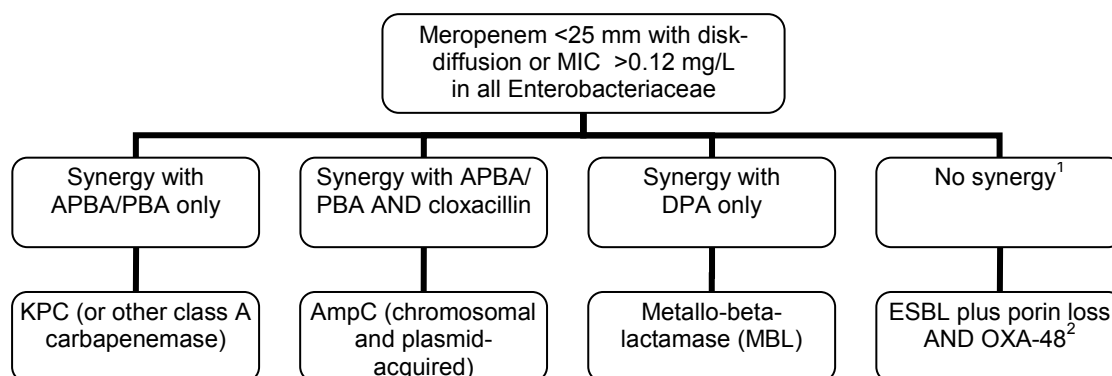 Meropenem <25 mm with disk-
diffusion or MIC >0.12 mg/L
in all Enterobacteriaceae
Synergy with
APBA/PBA only
Synergy with APBA/
PBA AND cloxacillin
Synergy with
DPA only
No synergy¹
KPC (or other class A
carbapenemase)
AmpC (chromosomal
and plasmid-
acquired)
Metallo-beta-
lactamase (MBL)
ESBL plus porin loss
AND OXA-48²